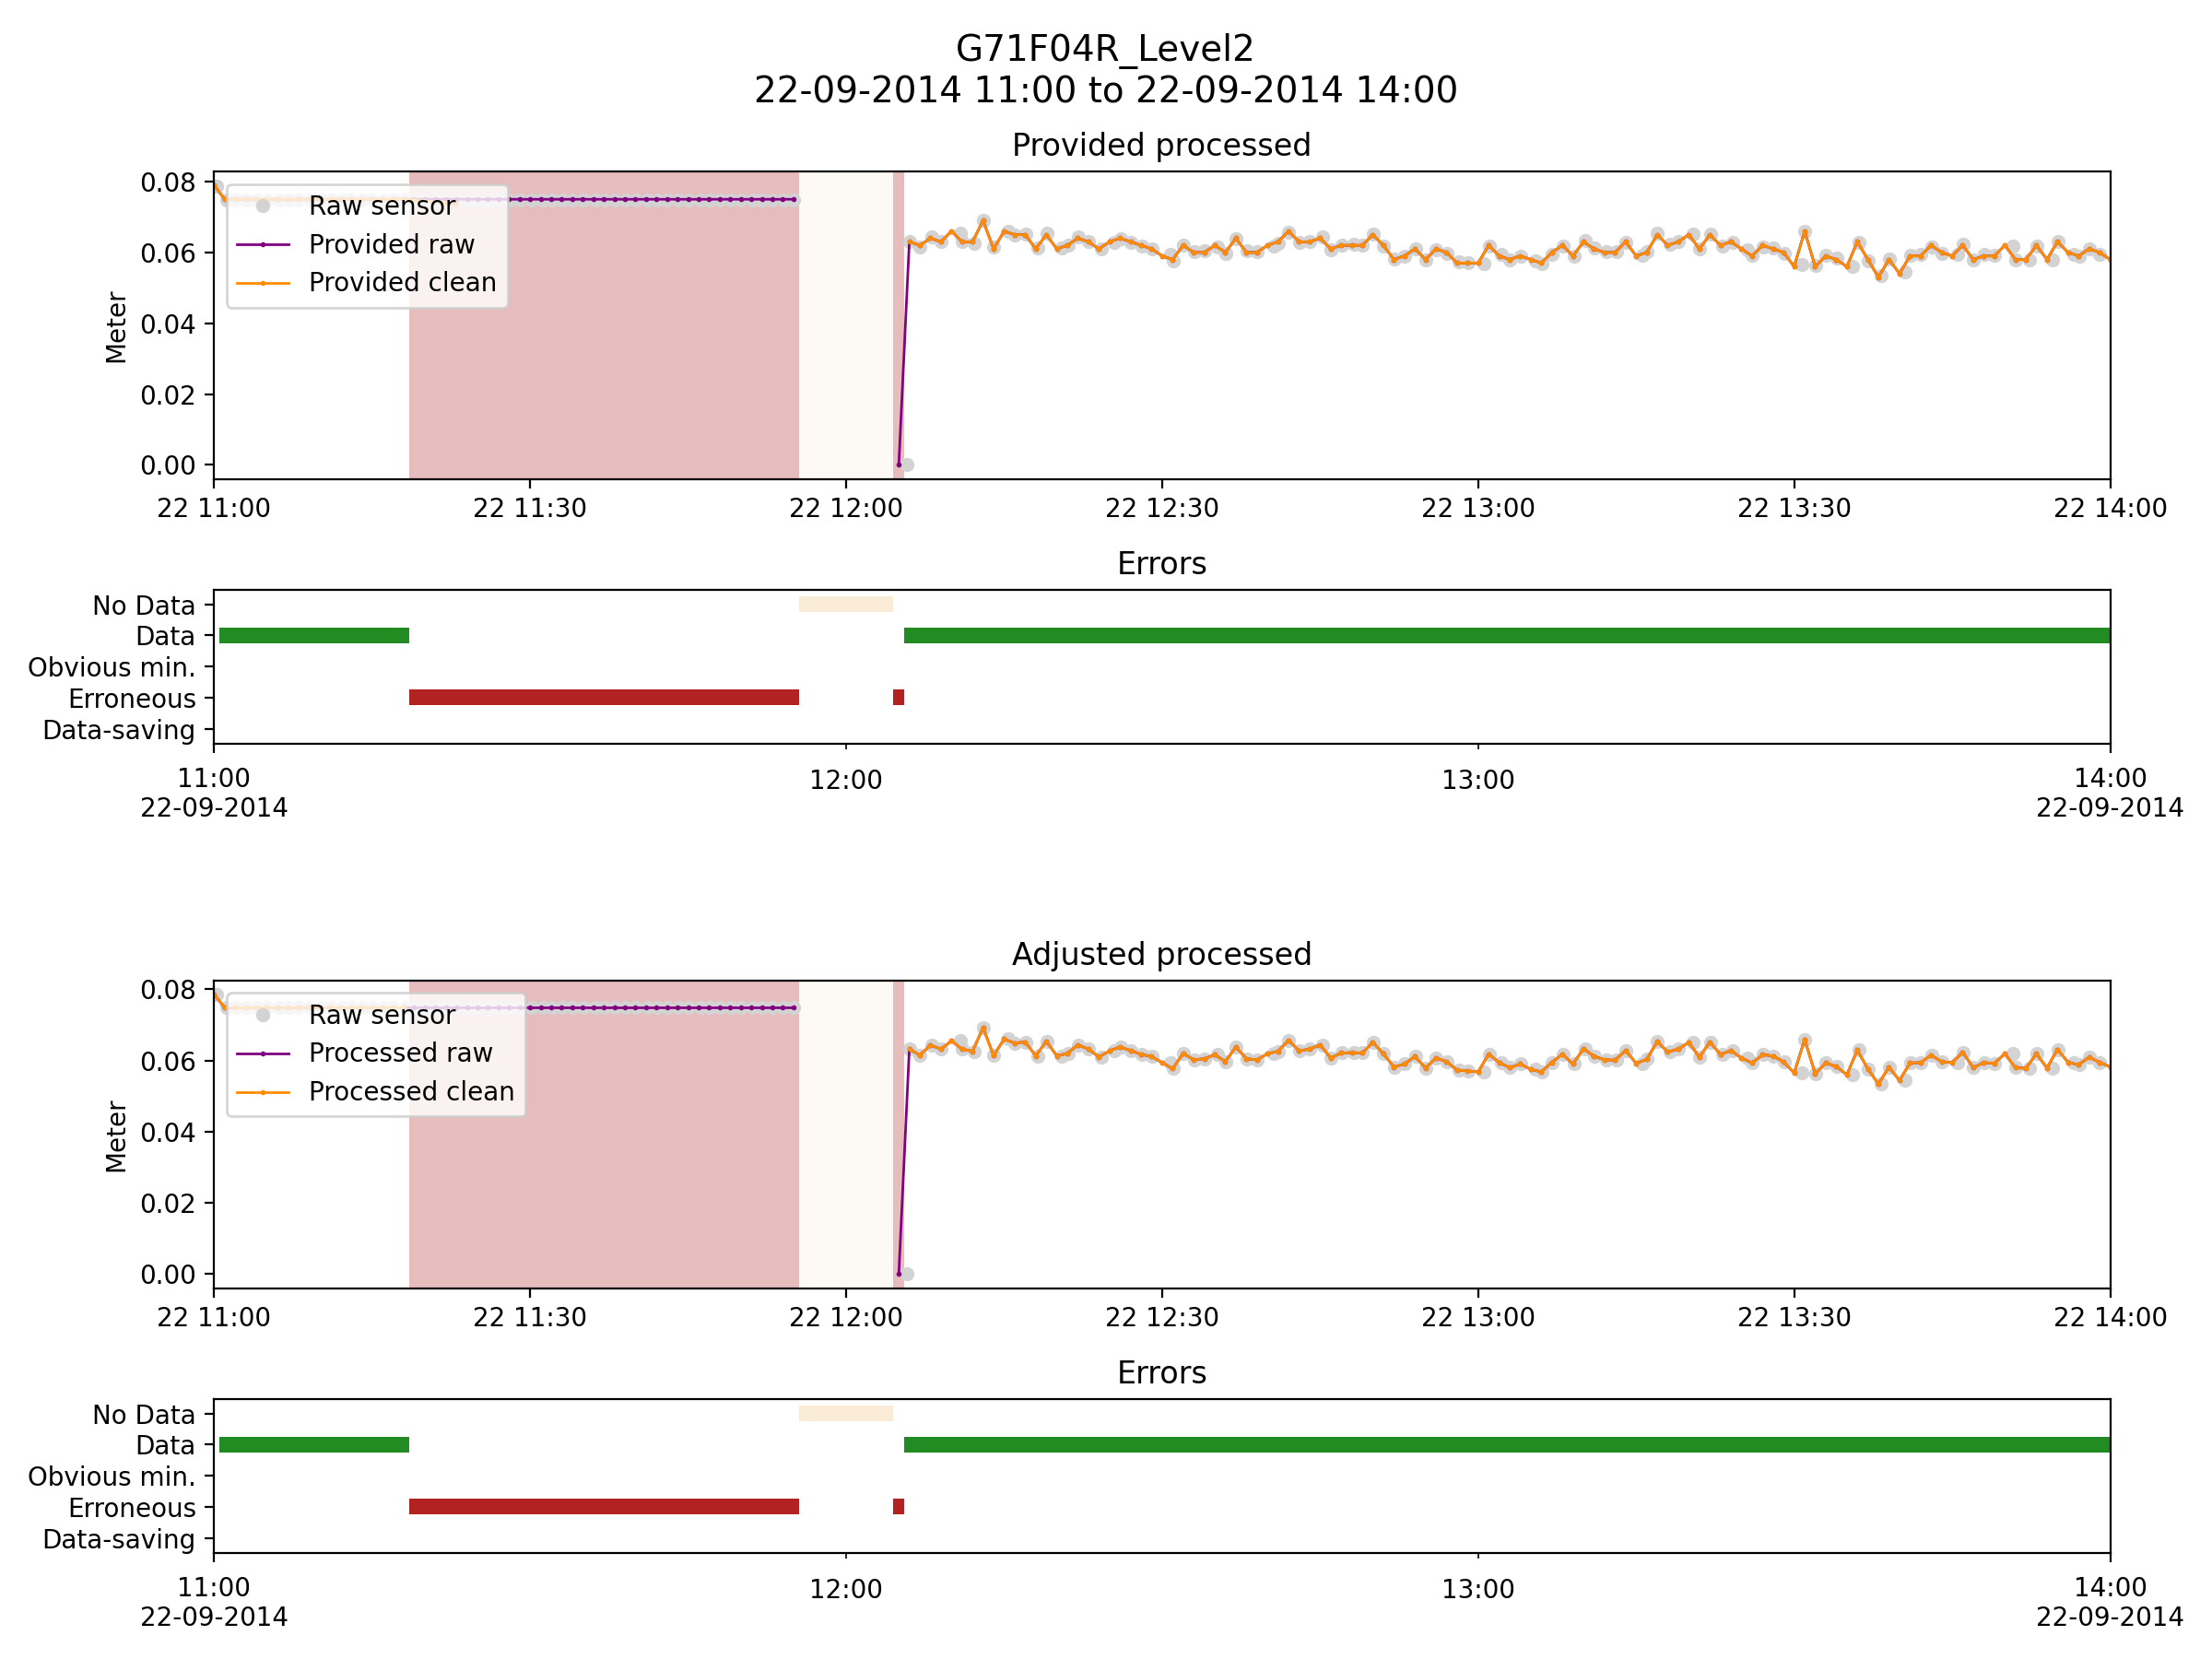 G71F04R_Level2
22-09-2014 11:00 to 22-09-2014 14:00
Provided processed
Meter
0.08
0.06
0.04
0.02
0.00
Raw sensor
Provided raw
Provided clean
22 11:00 22 11:30 22 12:00 22 12:30 22 13:00 22 13:30 22 14:00
Errors
No Data
Data
Obvious min.
Erroneous
Data-saving
11:00 12:00 13:00 14:00
22-09-2014 22-09-2014
Adjusted processed
Meter
0.08
0.06
0.04
0.02
0.00
Raw sensor
Processed raw
Processed clean
22 11:00 22 11:30 22 12:00 22 12:30 22 13:00 22 13:30 22 14:00
Errors
No Data
Data
Obvious min.
Erroneous
Data-saving
11:00 12:00 13:00 14:00
22-09-2014 22-09-2014